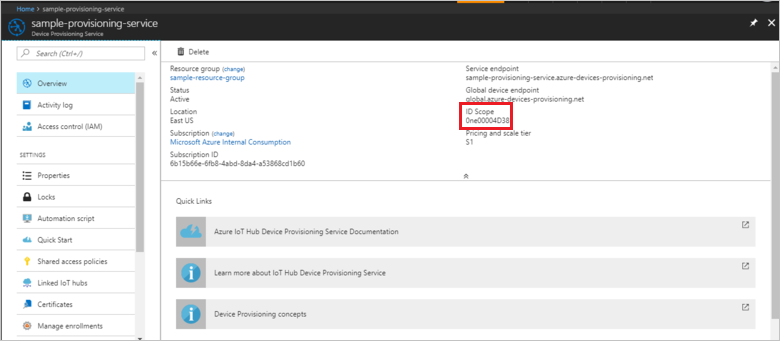 Home > sample-provisioning-service
sample-provisioning-service
Device Provisioning Service
Search (Ctrl+/)
Overview
Activity log
Access control (IAM)
SETTINGS
Properties
Locks
Automation script
Quick Start
Shared access policies
Linked IoT hubs
Certificates
Manage enrollments
Delete
Resource group (change)
sample-resource-group
Status
Active
Location
East US
Subscription (change)
Microsoft Azure Internal Consumption
Subscription ID
6b15b66e-6fb8-4abd-8da4-a53868cd1b60
Service endpoint
sample-provisioning-service.azure-devices-provisioning.net
Global device endpoint
global.azure-devices-provisioning.net
ID Scope
0ne00004D38
Pricing and scale tier
S1
Quick Links
Azure IoT Hub Device Provisioning Service Documentation
Learn more about IoT Hub Device Provisioning Service
Device Provisioning concepts